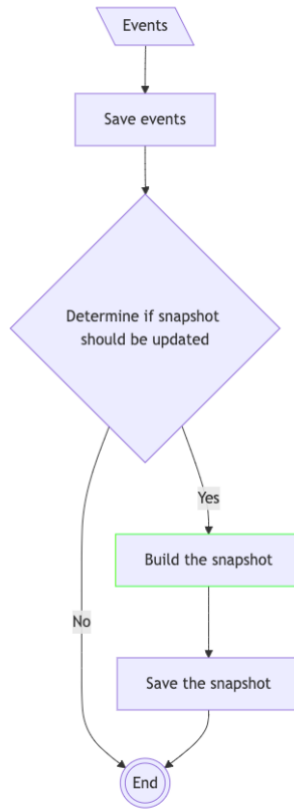 Events
Save events
Determine if snapshot
should be updated
Yes
Build the snapshot
No
Save the snapshot
End